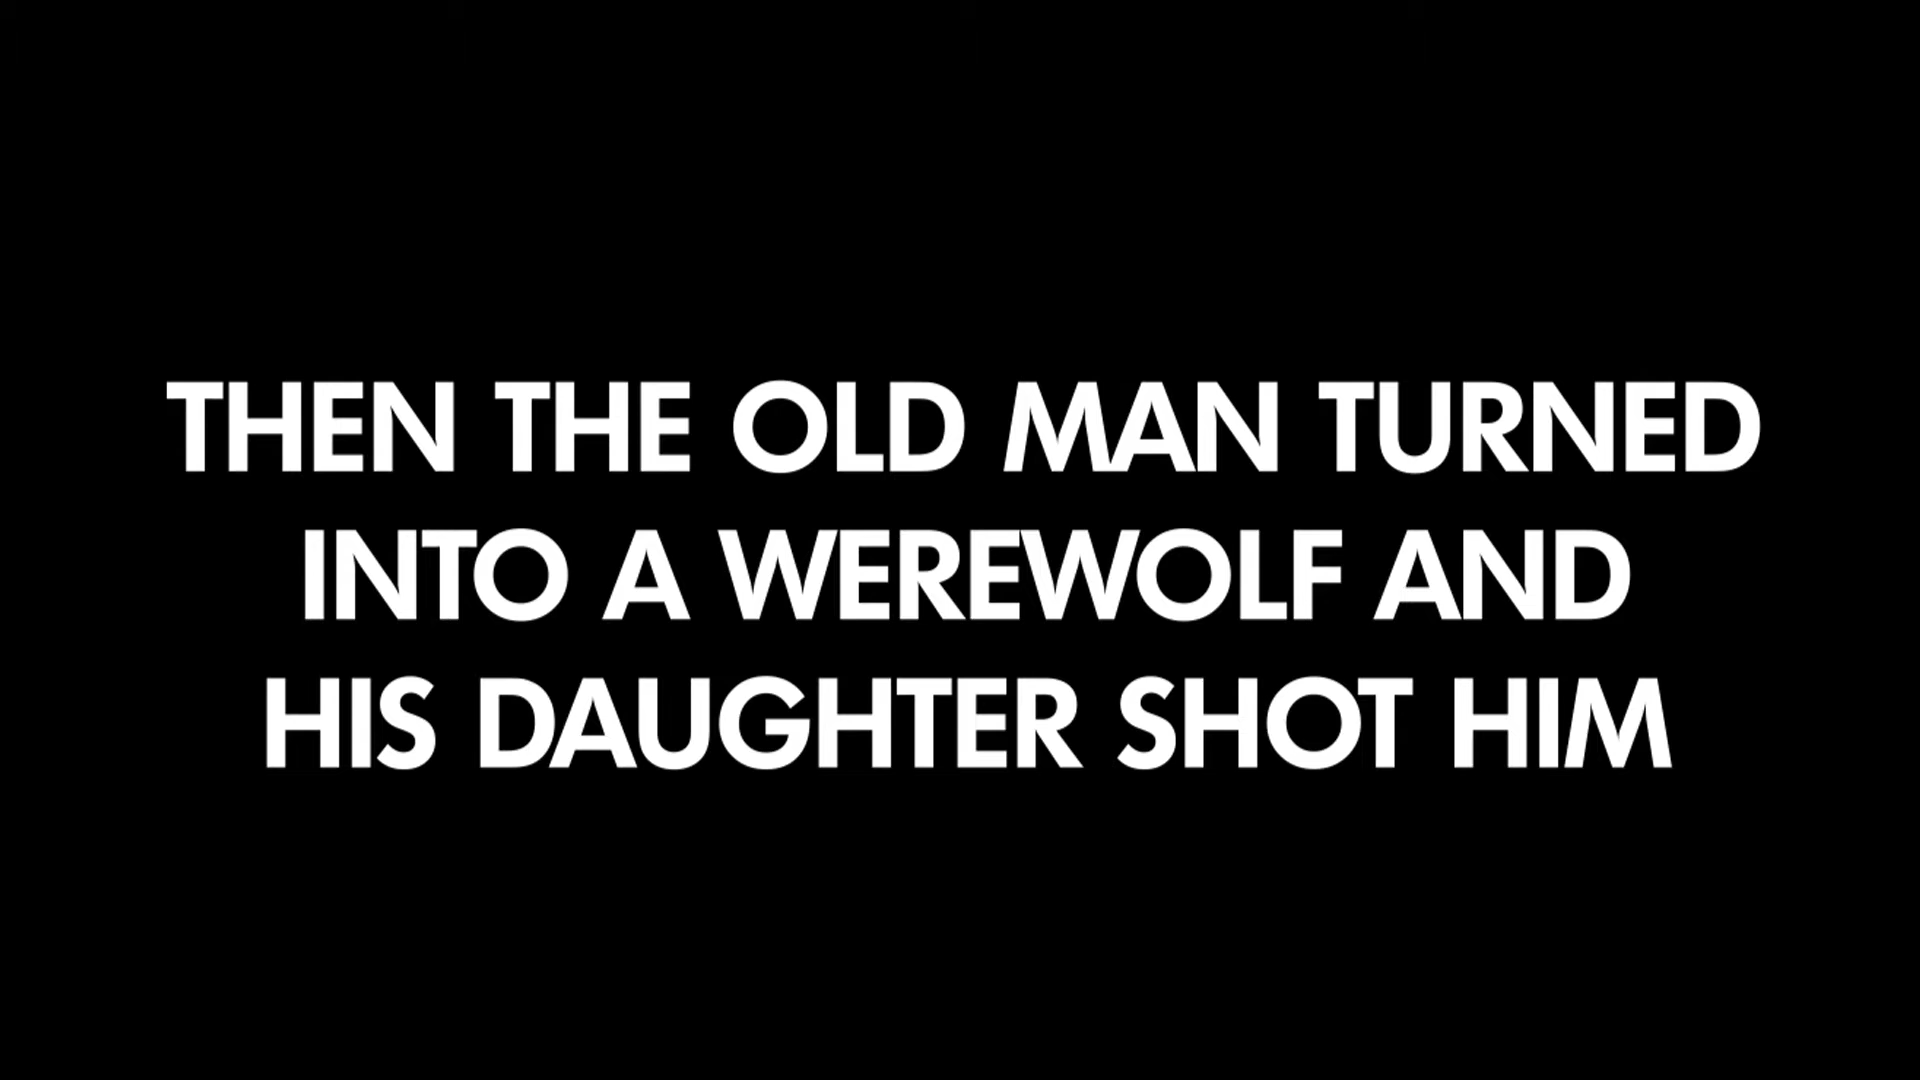 THEN THE OLD MAN TURNED
INTO A WEREWOLF AND
HIS DAUGHTER SHOT HIM